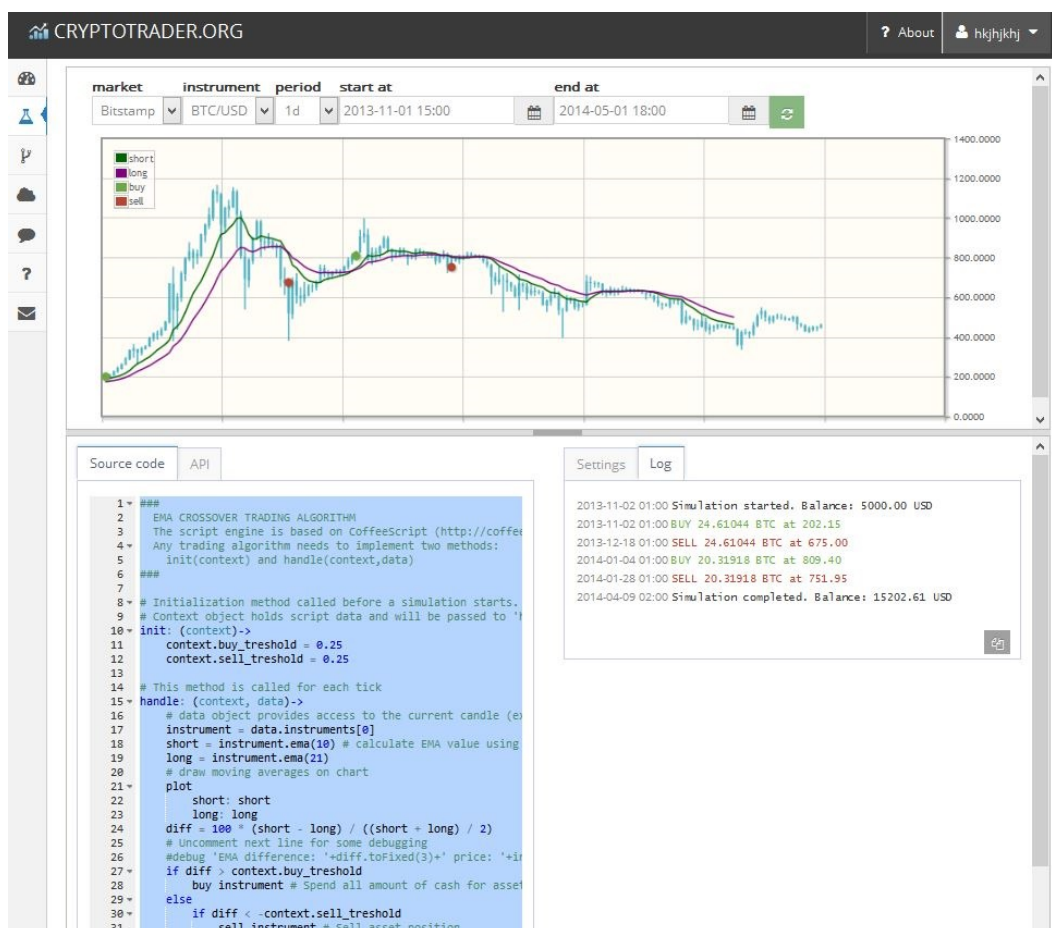 CRYPTOTRADER.ORG
? About
hkjhjkhj
market instrument period start at end at
Bitstamp BTC/USD 1d 2013-11-01 15:00 2014-05-01 18:00
short
long
buy
sell
1400.0000
1200.0000
1000.0000
800.0000
600.0000
400.0000
200.0000
0.0000
Source code API
1 ###
2 EMA CROSSOVER TRADING ALGORITHM
3 The script engine is based on CoffeeScript (http://coffee
4 Any trading algorithm needs to implement two methods:
5 init(context) and handle(context,data)
6 ###
7
8 # Initialization method called before a simulation starts.
9 # Context object holds script data and will be passed to
10 init: (context)->
11 context.buy_treshold = 0.25
12 context.sell_treshold = 0.25
13
14 # This method is called for each tick
15 handle: (context, data)->
16 # data object provides access to the current candle (ex
17 instrument = data.instruments[0]
18 short = instrument.ema(10) # calculate EMA value using
19 long = instrument.ema(21)
20 # draw moving averages on chart
21 plot
22 short: short
23 long: long
24 diff = 100 * (short - long) / ((short + long) / 2)
25 # Uncomment next line for some debugging
26 #debug 'EMA difference: '+diff.toFixed(3)+' price: '+in
27 if diff > context.buy_treshold
28 buy instrument # Spend all amount of cash for asset
29 else
30 if diff < -context.sell_treshold
31 sell instrument # Sell asset position
Settings Log
2013-11-02 01:00 Simulation started. Balance: 5000.00 USD
2013-11-02 01:00 BUY 24.61044 BTC at 202.15
2013-12-18 01:00 SELL 24.61044 BTC at 675.00
2014-01-04 01:00 BUY 20.31918 BTC at 809.40
2014-01-28 01:00 SELL 20.31918 BTC at 751.95
2014-04-09 02:00 Simulation completed. Balance: 15202.61 USD